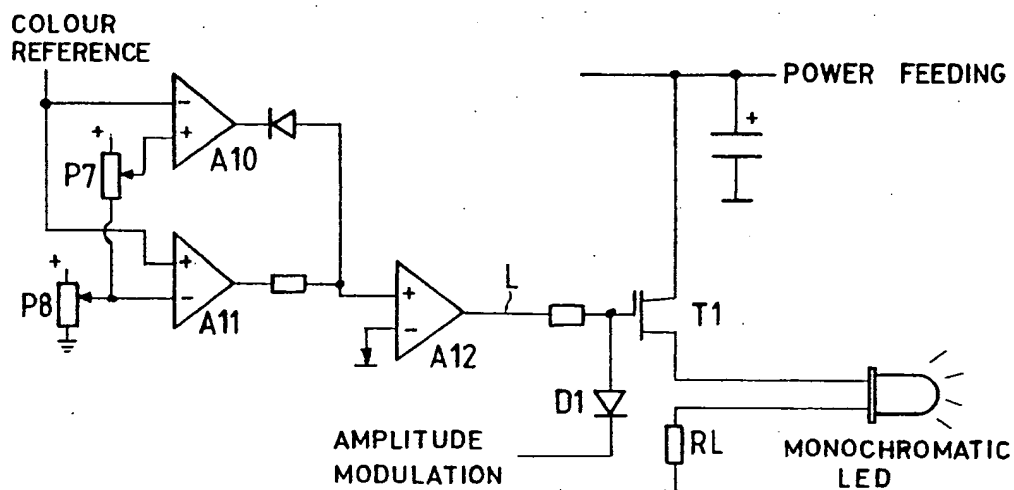 COLOUR
REFERENCE
POWER FEEDING
+
-
+
A10
+
P7
+
-
A11
+
P8
+
-
A12
L
T1
D1
AMPLITUDE
MODULATION
RL
MONOCHROMATIC
LED